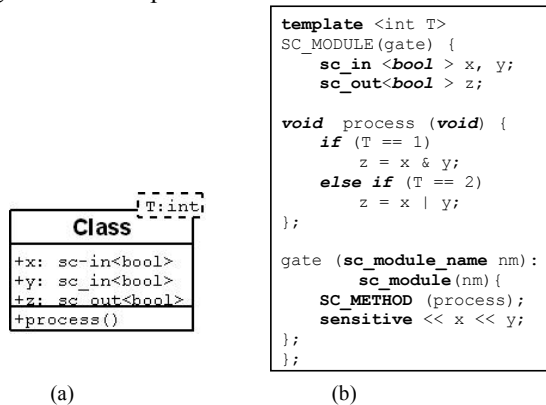 T:int
Class
+x: sc-in<bool>
+y: sc_in<bool>
+z: sc_out<bool>
+process()
(a)
template <int T>
SC_MODULE(gate) {
sc_in <bool > x, y;
sc_out<bool > z;
void process (void) {
if (T == 1)
z = x & y;
else if (T == 2)
z = x | y;
};
gate (sc_module_name nm):
sc_module(nm){
SC_METHOD (process);
sensitive << x << y;
};
};
(b)